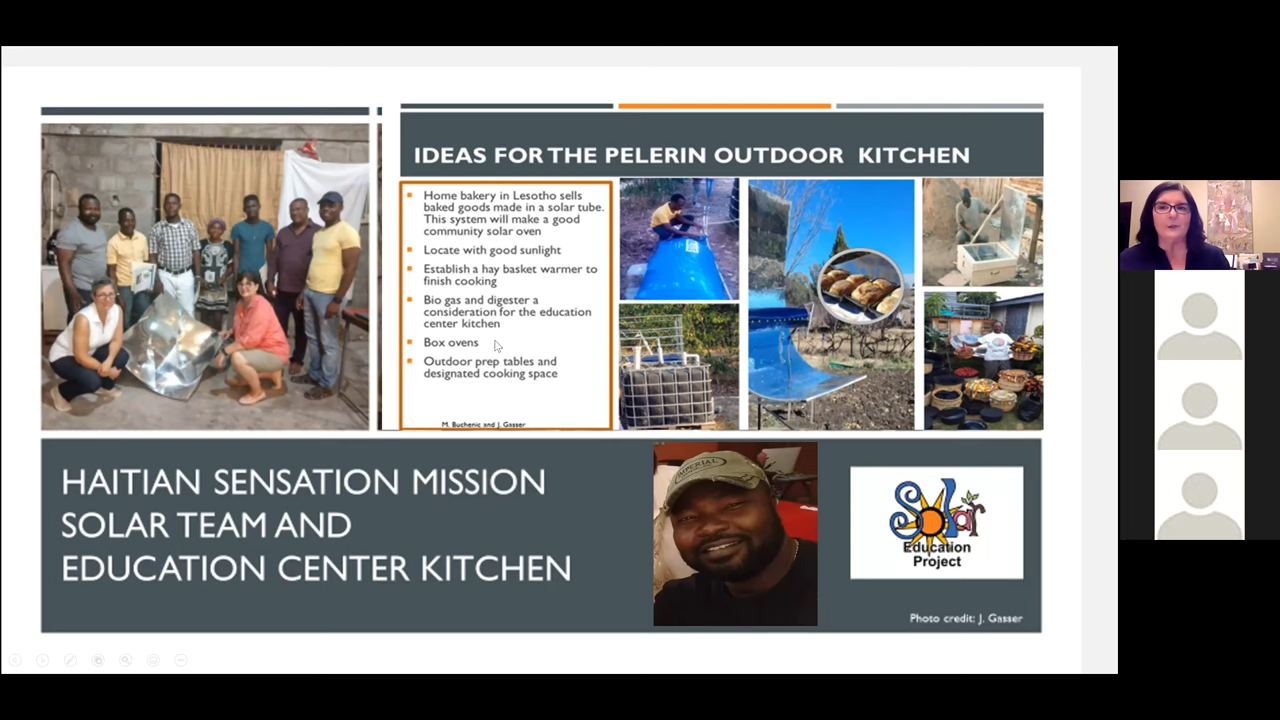 IDEAS FOR THE PELERIN OUTDOOR KITCHEN
Home bakery in Lesotho sells
baked goods made in a solar tube.
This system will make a good
community solar oven
Locate with good sunlight
Establish a hay basket warmer to
finish cooking
Bio gas and digester a
consideration for the education
center kitchen
Box ovens
Outdoor prep tables and
designated cooking space
M. Buchenic and J. Gasser
HAITIAN SENSATION MISSION
SOLAR TEAM AND
EDUCATION CENTER KITCHEN
IMPERIAL
Solar
Education
Project
Photo credit: J. Gasser